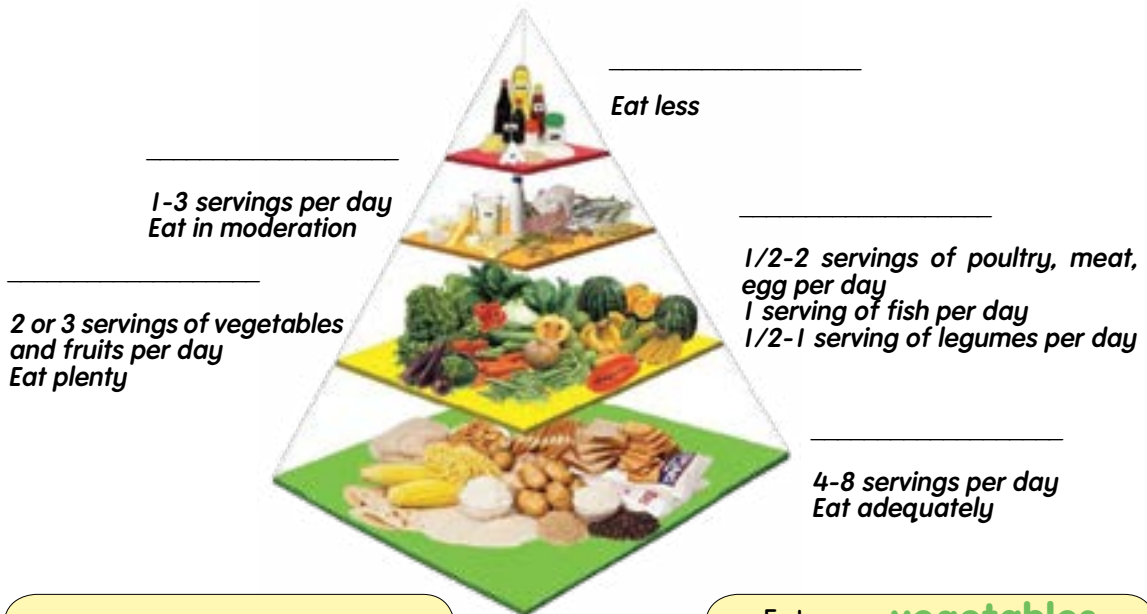 Eat less
1-3 servings per day
Eat in moderation
1/2-2 servings of poultry, meat,
egg per day
1 serving of fish per day
1/2-1 serving of legumes per day
2 or 3 servings of vegetables
and fruits per day
Eat plenty
4-8 servings per day
Eat adequately
vegetables